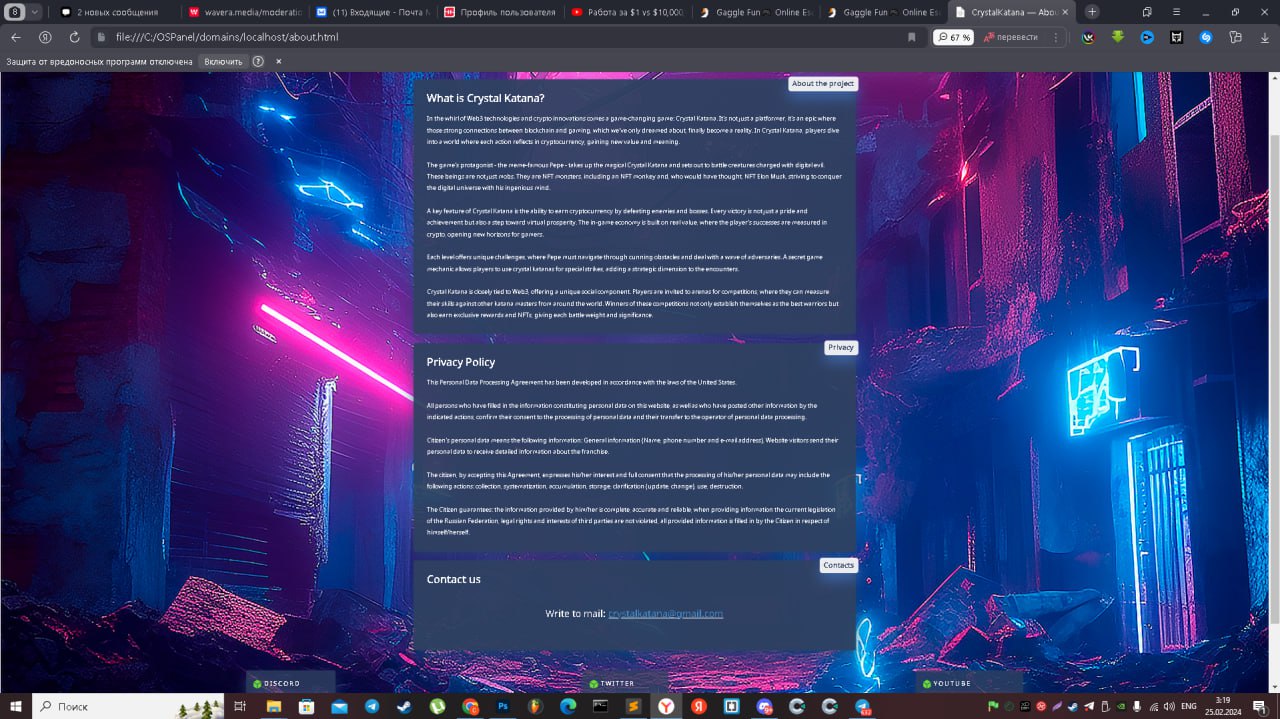 8
2 новых сообщения
wavera.media/moderatio
(11) Входящие - Почта M
Профиль пользователя
Работа за $1 vs $10,000
Gaggle Fun — Online Es
Gaggle Fun — Online Es
CrystalKatana — Abou
file:///C:/OSPanel/domains/localhost/about.html
67 %
перевести
Защита от вредоносных программ отключена
Включить
About the project
What is Crystal Katana?
In the whirl of Web3 technologies and crypto innovations comes a game-changing game: Crystal Katana. It's not just a platformer, it's an epic where
those strong connections between blockchain and gaming, which we've only dreamed about, finally become a reality. In Crystal Katana, players dive
into a world where each action reflects in cryptocurrency, gaining new value and meaning.
The game's protagonist - the meme-famous Pepe - takes up the magical Crystal Katana and sets out to battle creatures charged with digital evil.
These beings are not just mobs. They are NFT monsters, including an NFT monkey and, who would have thought, NFT Elon Musk, striving to conquer
the digital universe with his ingenious mind.
A key feature of Crystal Katana is the ability to earn cryptocurrency by defeating enemies and bosses. Every victory is not just a pride and
achievement but also a step toward virtual prosperity. The in-game economy is built on real value, where the player's successes are measured in
crypto, opening new horizons for gamers.
Each level offers unique challenges, where Pepe must navigate through cunning obstacles and deal with a wave of adversaries. A secret game
mechanic allows players to use crystal katanas for special strikes, adding a strategic dimension to the encounters.
Crystal Katana is closely tied to Web3, offering a unique social component. Players are invited to arenas for competitions, where they can measure
their skills against other katana masters from around the world. Winners of these competitions not only establish themselves as the best warriors but
also earn exclusive rewards and NFTs, giving each battle weight and significance.
Privacy
Privacy Policy
This Personal Data Processing Agreement has been developed in accordance with the laws of the United States.
All persons who have filled in the information constituting personal data on this website, as well as who have posted other information by the
indicated actions, confirm their consent to the processing of personal data and their transfer to the operator of personal data processing.
Citizen's personal data means the following information: General information (Name, phone number and e-mail address). Website visitors send their
personal data to receive detailed information about the franchise.
The citizen, by accepting this Agreement, expresses his/her interest and full consent that the processing of his/her personal data may include the
following actions: collection, systematization, accumulation, storage, clarification (update, change), use, destruction.
The Citizen guarantees: the information provided by him/her is complete, accurate and reliable, when providing information the current legislation
of the Russian Federation, legal rights and interests of third parties are not violated, all provided information is filled in by the Citizen in respect of
himself/herself.
Contacts
Contact us
Write to mail: crystalkatana@gmail.com
DISCORD
TWITTER
YOUTUBE
Поиск
ENG
3:19
25.02.2024